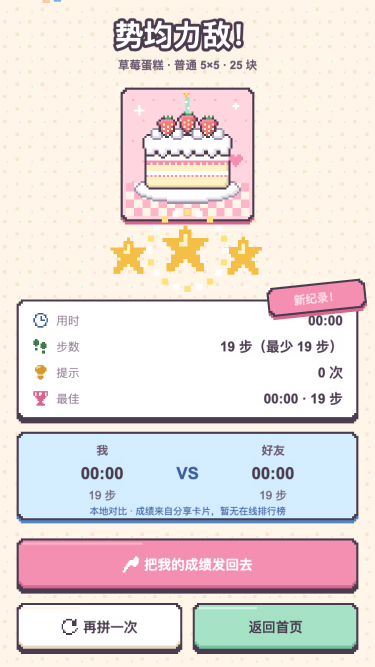 势均力敌!
草莓蛋糕 · 普通 5×5 · 25 块
新纪录!
用时 00:00
步数 19 步（最少 19 步）
提示 0 次
最佳 00:00 · 19 步
我 好友
00:00 VS 00:00
19 步 19 步
本地对比 · 成绩来自分享卡片，暂无在线排行榜
把我的成绩发回去
再拼一次 返回首页